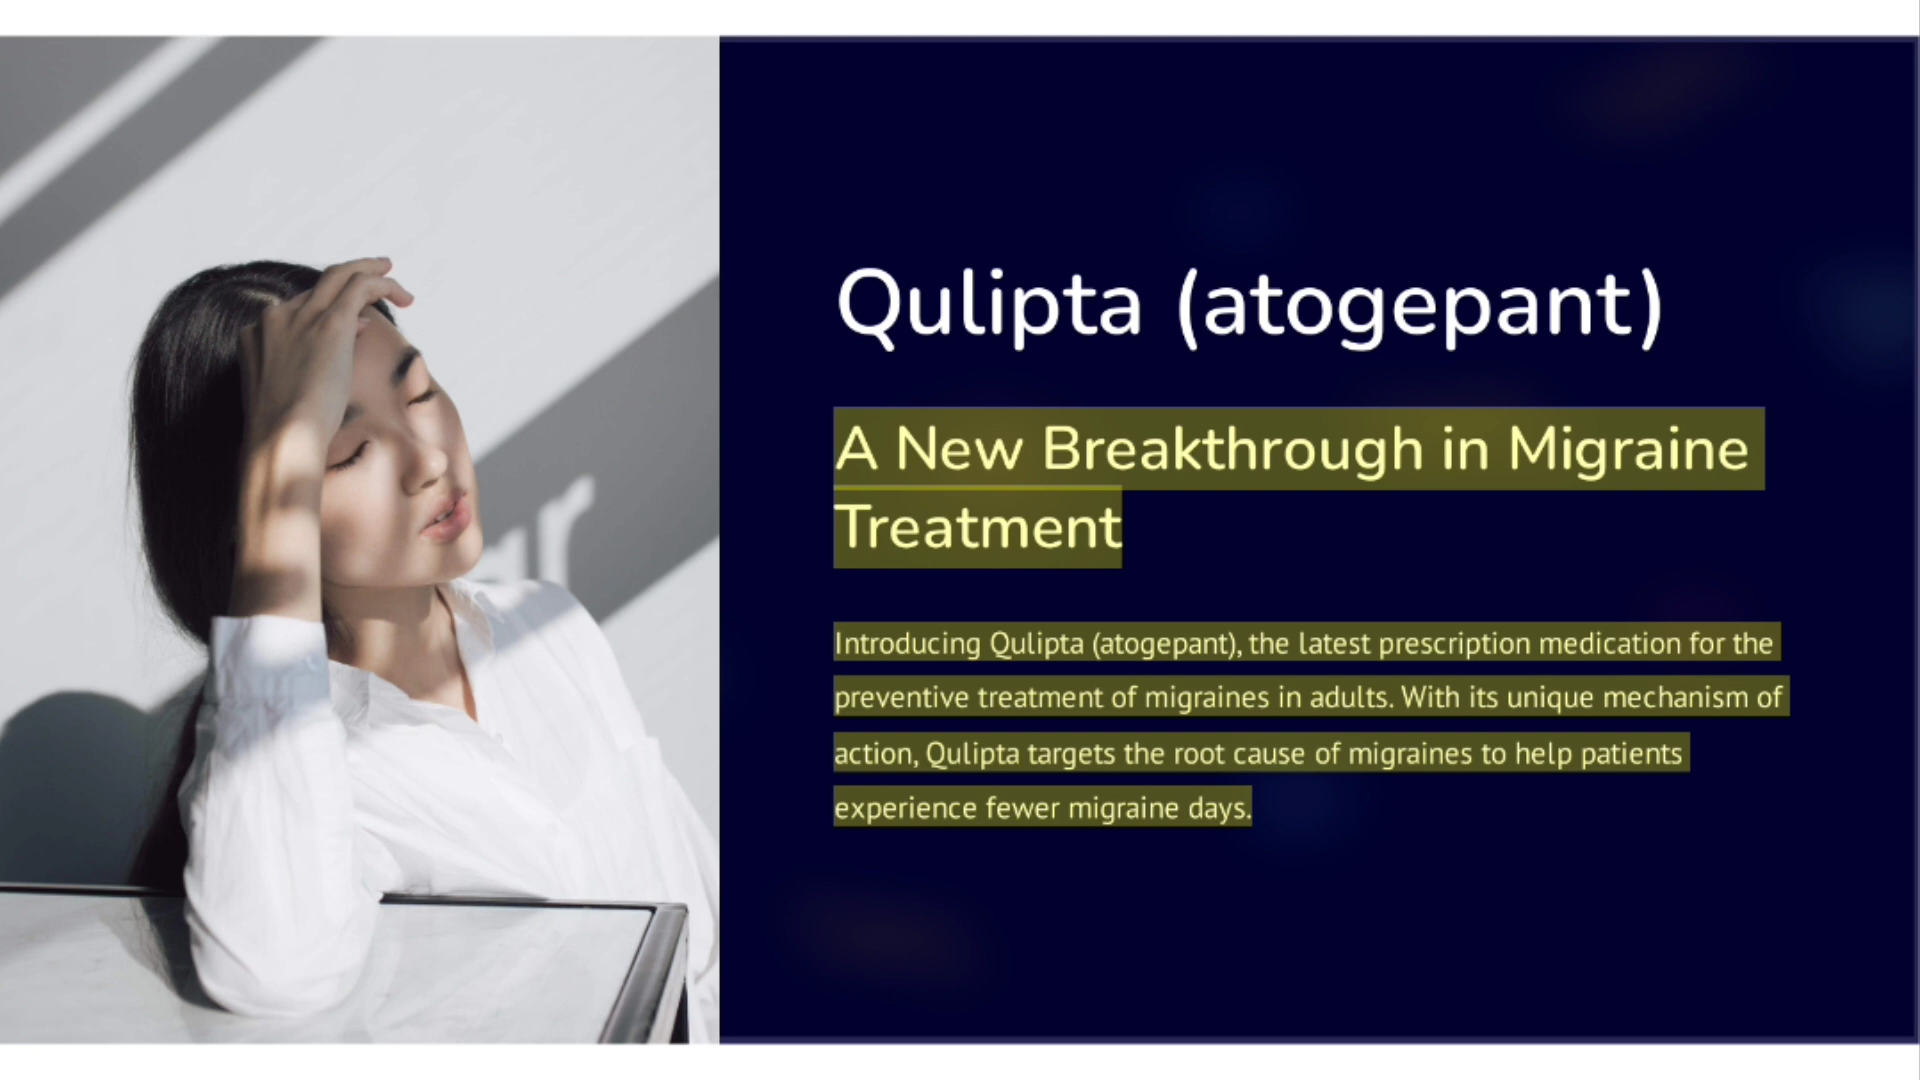 Qulipta (atogepant)
A New Breakthrough in Migraine
Treatment
Introducing Qulipta (atogepant), the latest prescription medication for the
preventive treatment of migraines in adults. With its unique mechanism of
action, Qulipta targets the root cause of migraines to help patients
experience fewer migraine days.